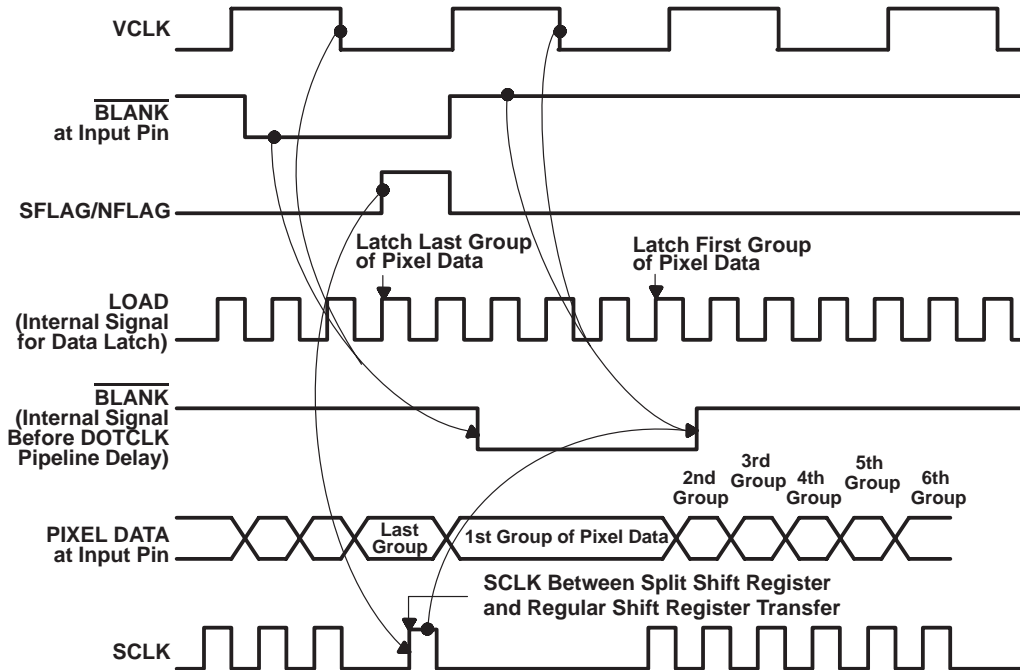 VCLK
BLANK
at Input Pin
SFLAG/NFLAG
Latch Last Group
of Pixel Data
Latch First Group
of Pixel Data
LOAD
(Internal Signal
for Data Latch)
BLANK
(Internal Signal
Before DOTCLK
Pipeline Delay)
2nd
Group
3rd
Group
4th
Group
5th
Group
6th
Group
PIXEL DATA
at Input Pin
Last
Group
1st Group of Pixel Data
SCLK Between Split Shift Register
and Regular Shift Register Transfer
SCLK